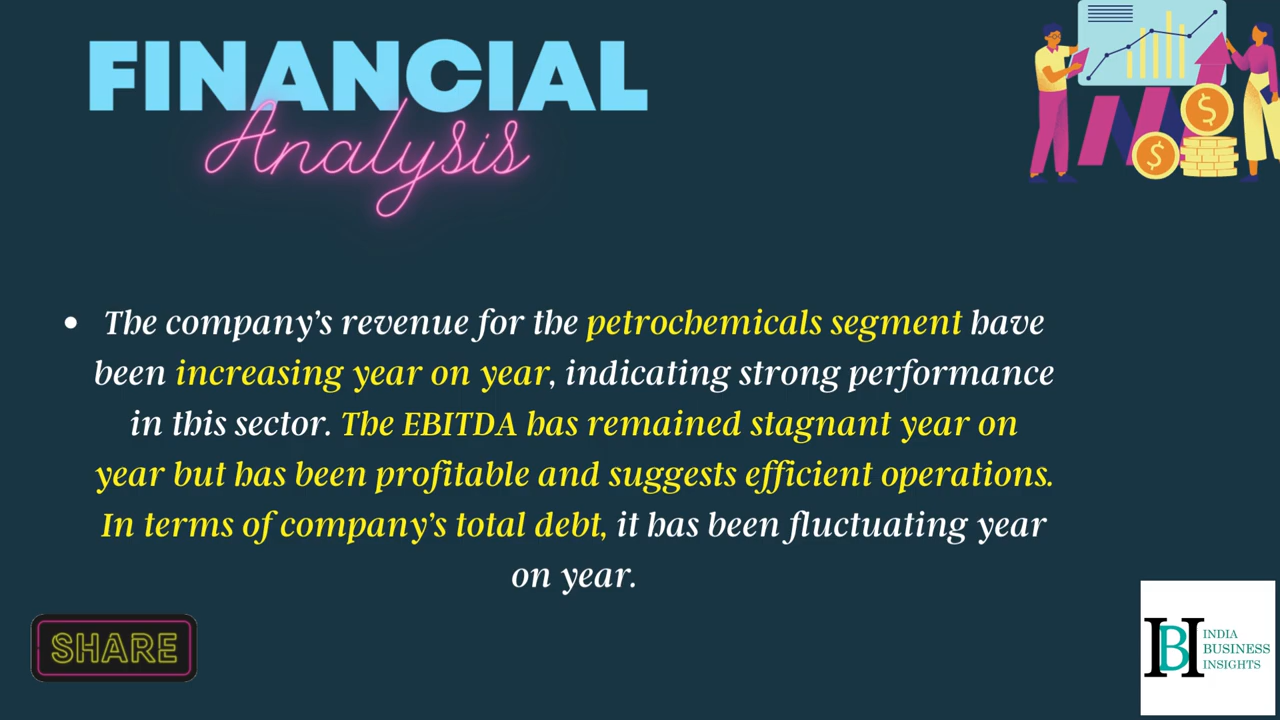 FINANCIAL
Analysis
• The company's revenue for the petrochemicals segment have
been increasing year on year, indicating strong performance
in this sector. The EBITDA has remained stagnant year on
year but has been profitable and suggests efficient operations.
In terms of company's total debt, it has been fluctuating year
on year.
SHARE
IBI
INDIA
BUSINESS
INSIGHTS